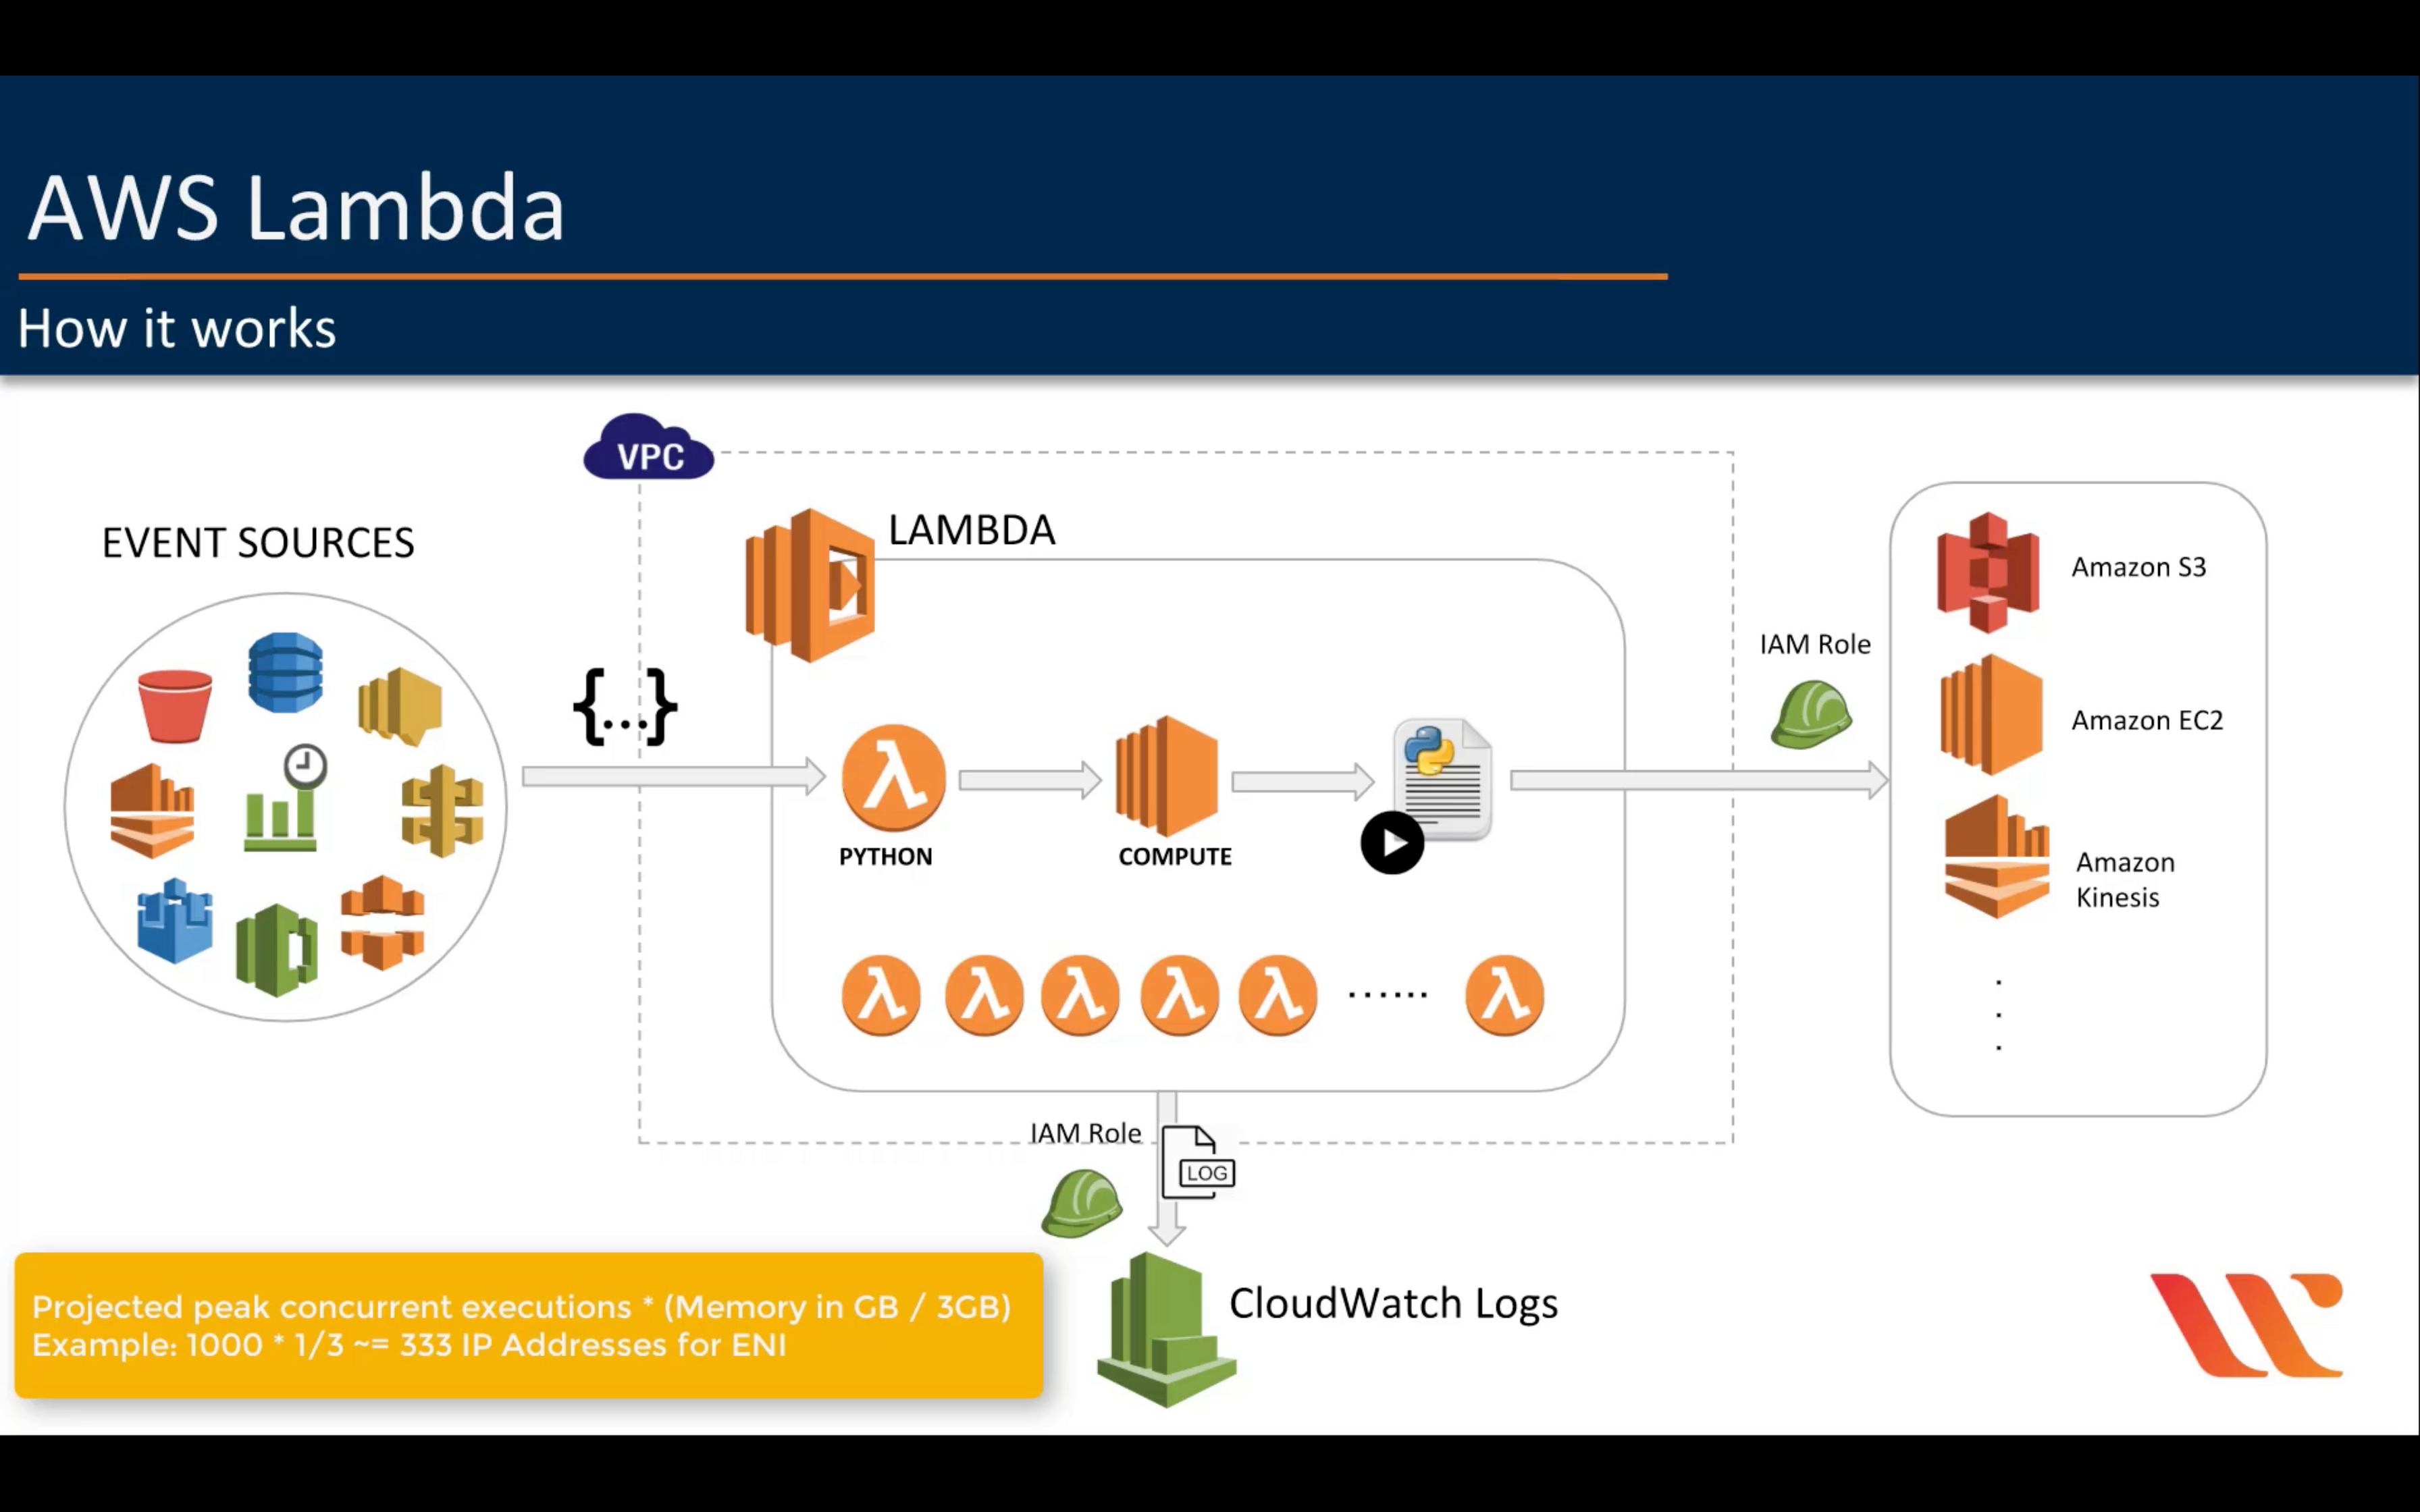 AWS Lambda
How it works
VPC
EVENT SOURCES
LAMBDA
{...}
PYTHON
COMPUTE
IAM Role
Amazon S3
Amazon EC2
Amazon
Kinesis
......
IAM Role
LOG
CloudWatch Logs
Projected peak concurrent executions * (Memory in GB / 3GB)
Example: 1000 * 1/3 ~= 333 IP Addresses for ENI